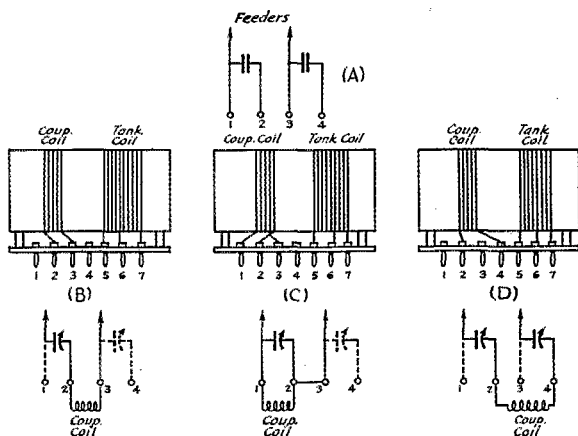 Feeders
(A)
1 2 3 4
Coup. Coil
Tank Coil
Coup. Coil
Tank Coil
Coup. Coil
Tank Coil
1 2 3 4 5 6 7
1 2 3 4 5 6 7
1 2 3 4 5 6 7
(B)
(C)
(D)
1 2 3 4
Coup. Coil
1 2 3 4
Coup. Coil
1 2 3 4
Coup. Coil